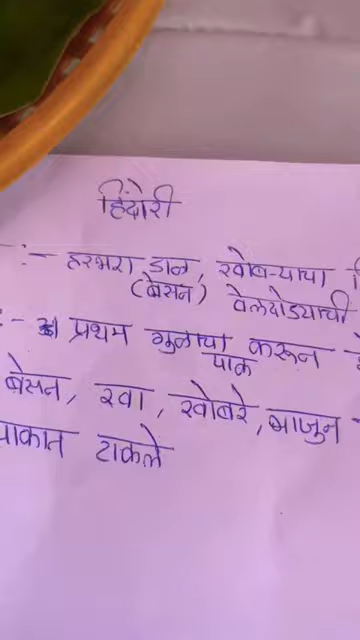 हिंदोरी
:- हरभरा डाळ, खोबऱ्याचा
(बेसन) वेलदोड्याची
:- प्रथम गुळाचा करून
पाक
बेसन, रवा, खोबरे, भाजुन
पाकात टाकले